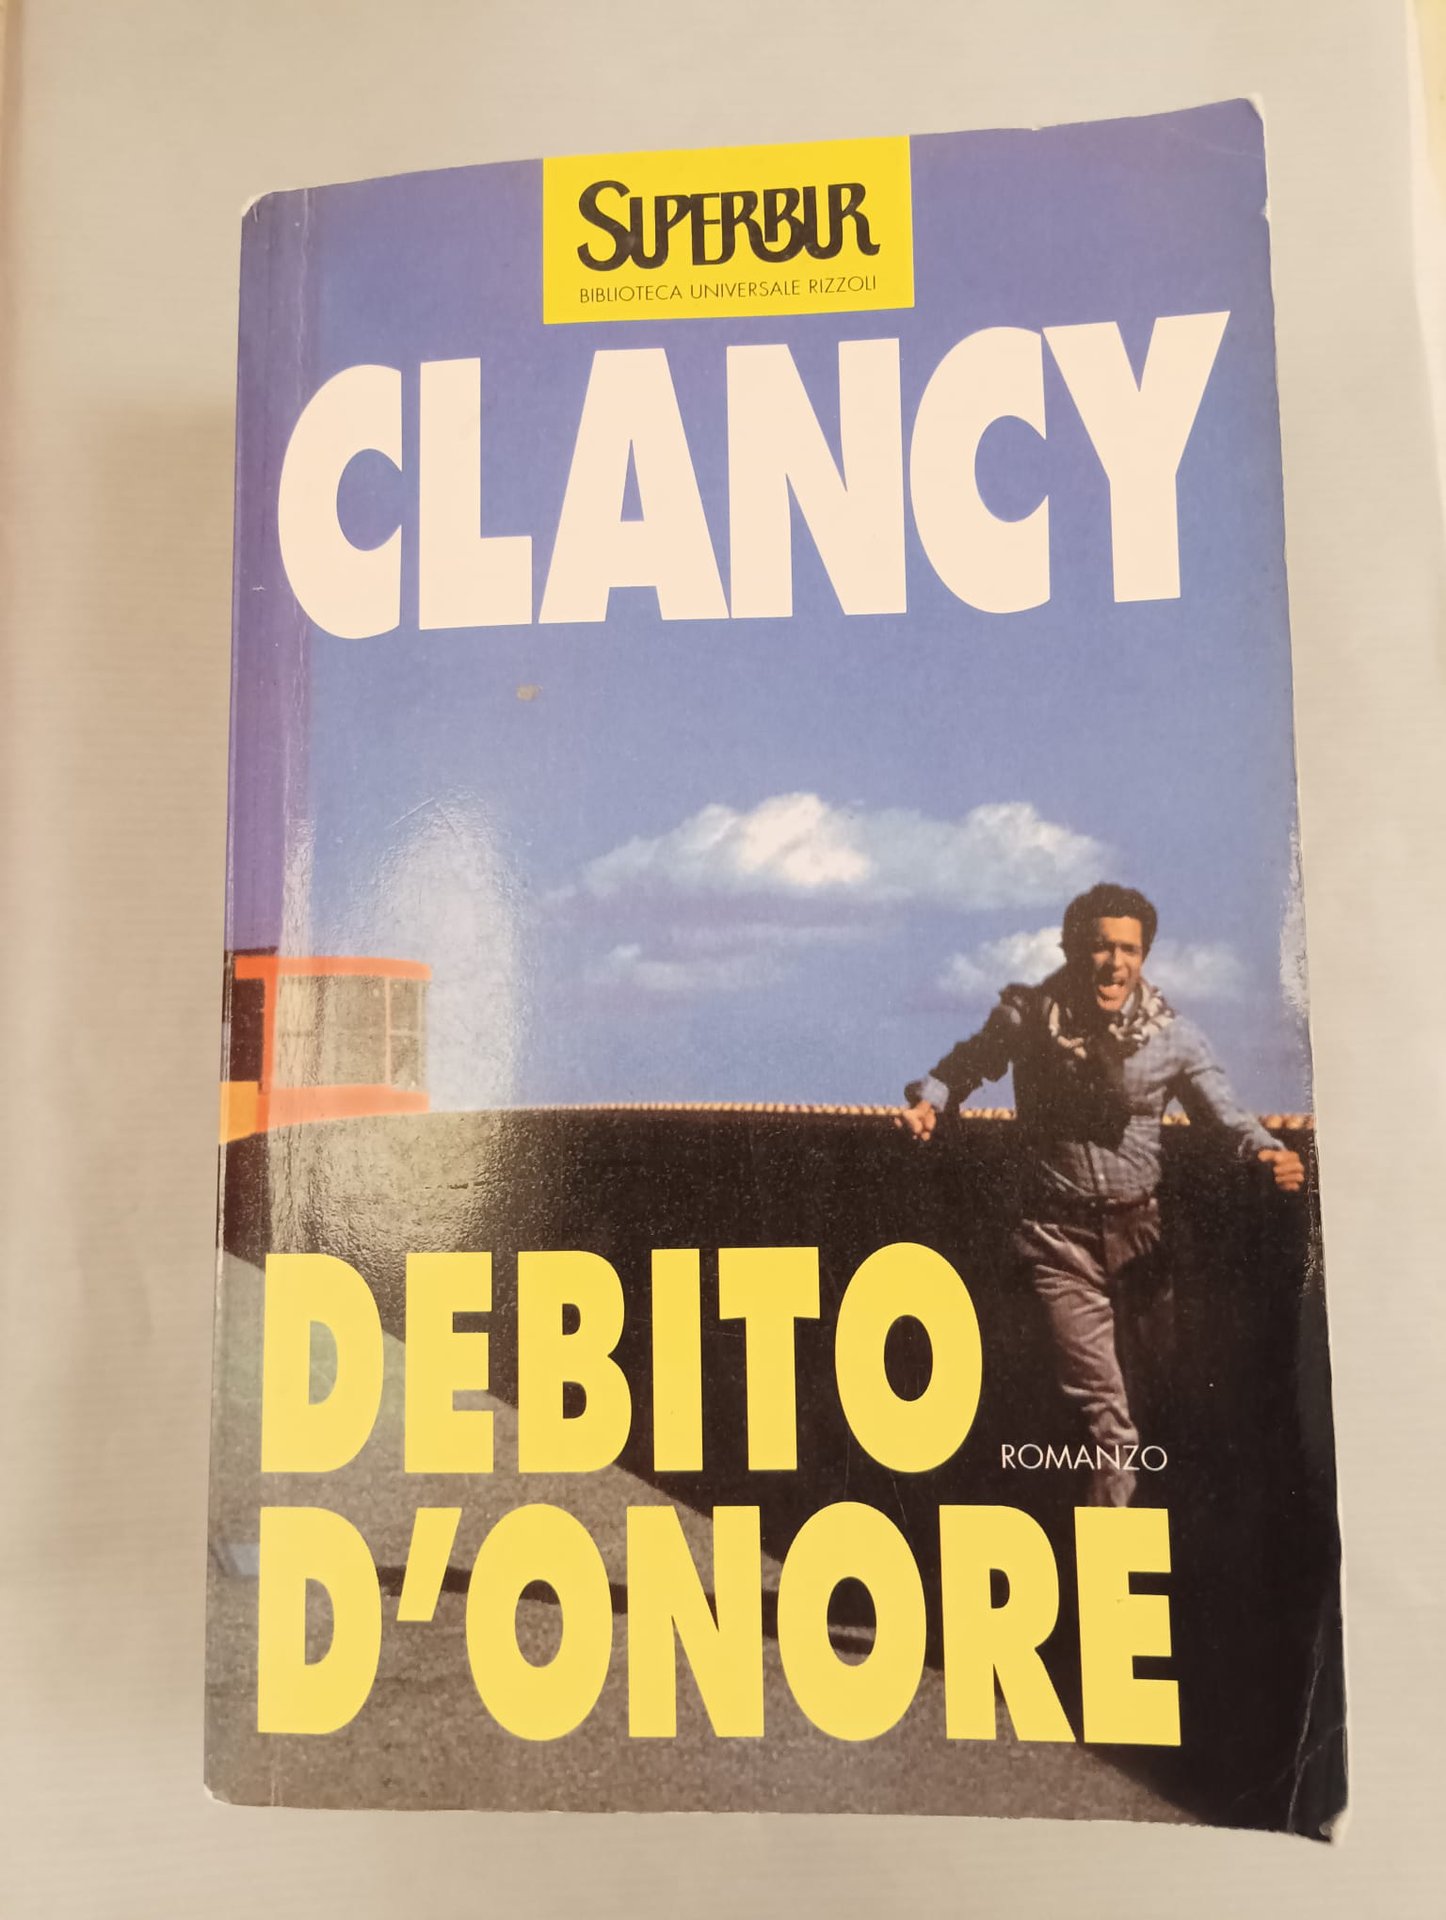 SUPERBUR
BIBLIOTECA UNIVERSALE RIZZOLI
CLANCY
DEBITO
ROMANZO
D'ONORE